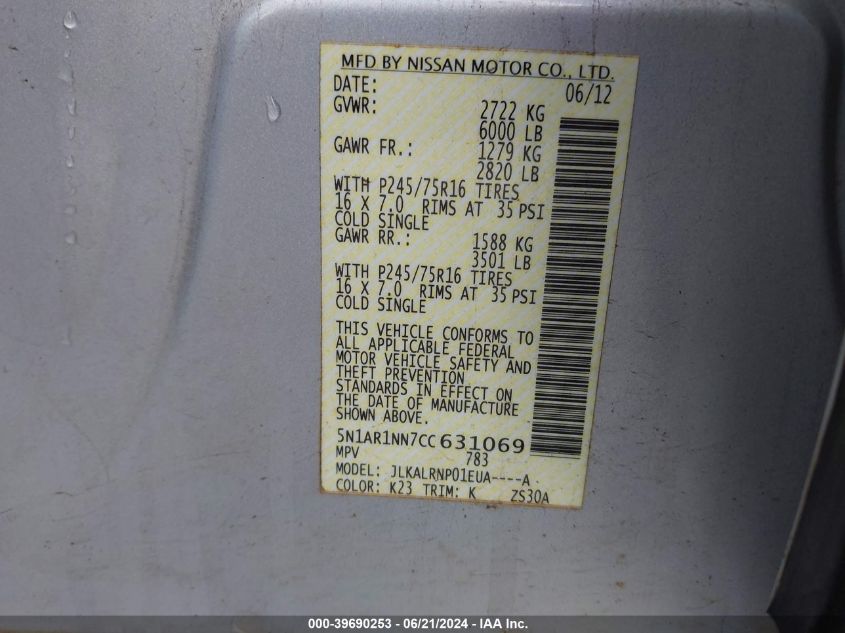 MFD BY NISSAN MOTOR CO., LTD.
DATE: 06/12
GVWR: 2722 KG
6000 LB
GAWR FR.: 1279 KG
2820 LB
WITH P245/75R16 TIRES
16 X 7.0 RIMS AT 35 PSI
COLD SINGLE
GAWR RR.: 1588 KG
3501 LB
WITH P245/75R16 TIRES
16 X 7.0 RIMS AT 35 PSI
COLD SINGLE
THIS VEHICLE CONFORMS TO
ALL APPLICABLE FEDERAL
MOTOR VEHICLE SAFETY AND
THEFT PREVENTION
STANDARDS IN EFFECT ON
THE DATE OF MANUFACTURE
SHOWN ABOVE.
5N1AR1NN7CC631069
MPV 783
MODEL: JLKALRNP01EUA----A
COLOR: K23 TRIM: K ZS30A
000-39690253 - 06/21/2024 - IAA Inc.